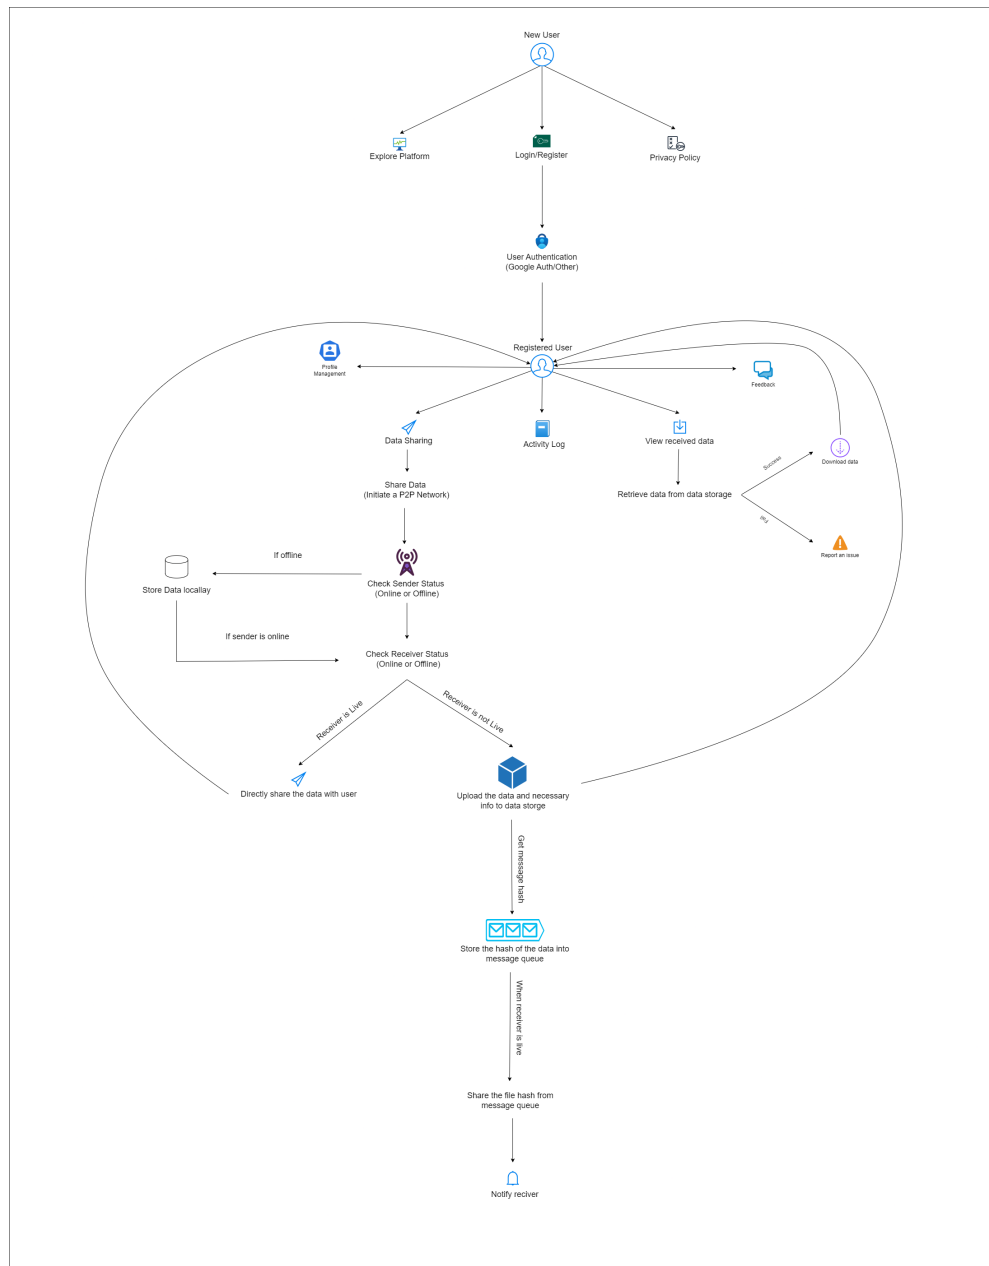 New User
Explore Platform
Login/Register
Privacy Policy
User Authentication
(Google Auth/Other)
Registered User
Profile
Management
Feedback
Data Sharing
Activity Log
View received data
Download data
Success
Share Data
(Initiate a P2P Network)
Retrieve data from data storage
Fail
Report an issue
If offline
Check Sender Status
(Online or Offline)
Store Data locallay
If sender is online
Check Receiver Status
(Online or Offline)
Receiver is Live
Receiver is not Live
Directly share the data with user
Upload the data and necessary
info to data storge
Get message hash
Store the hash of the data into
message queue
When receiver is live
Share the file hash from
message queue
Notify reciver